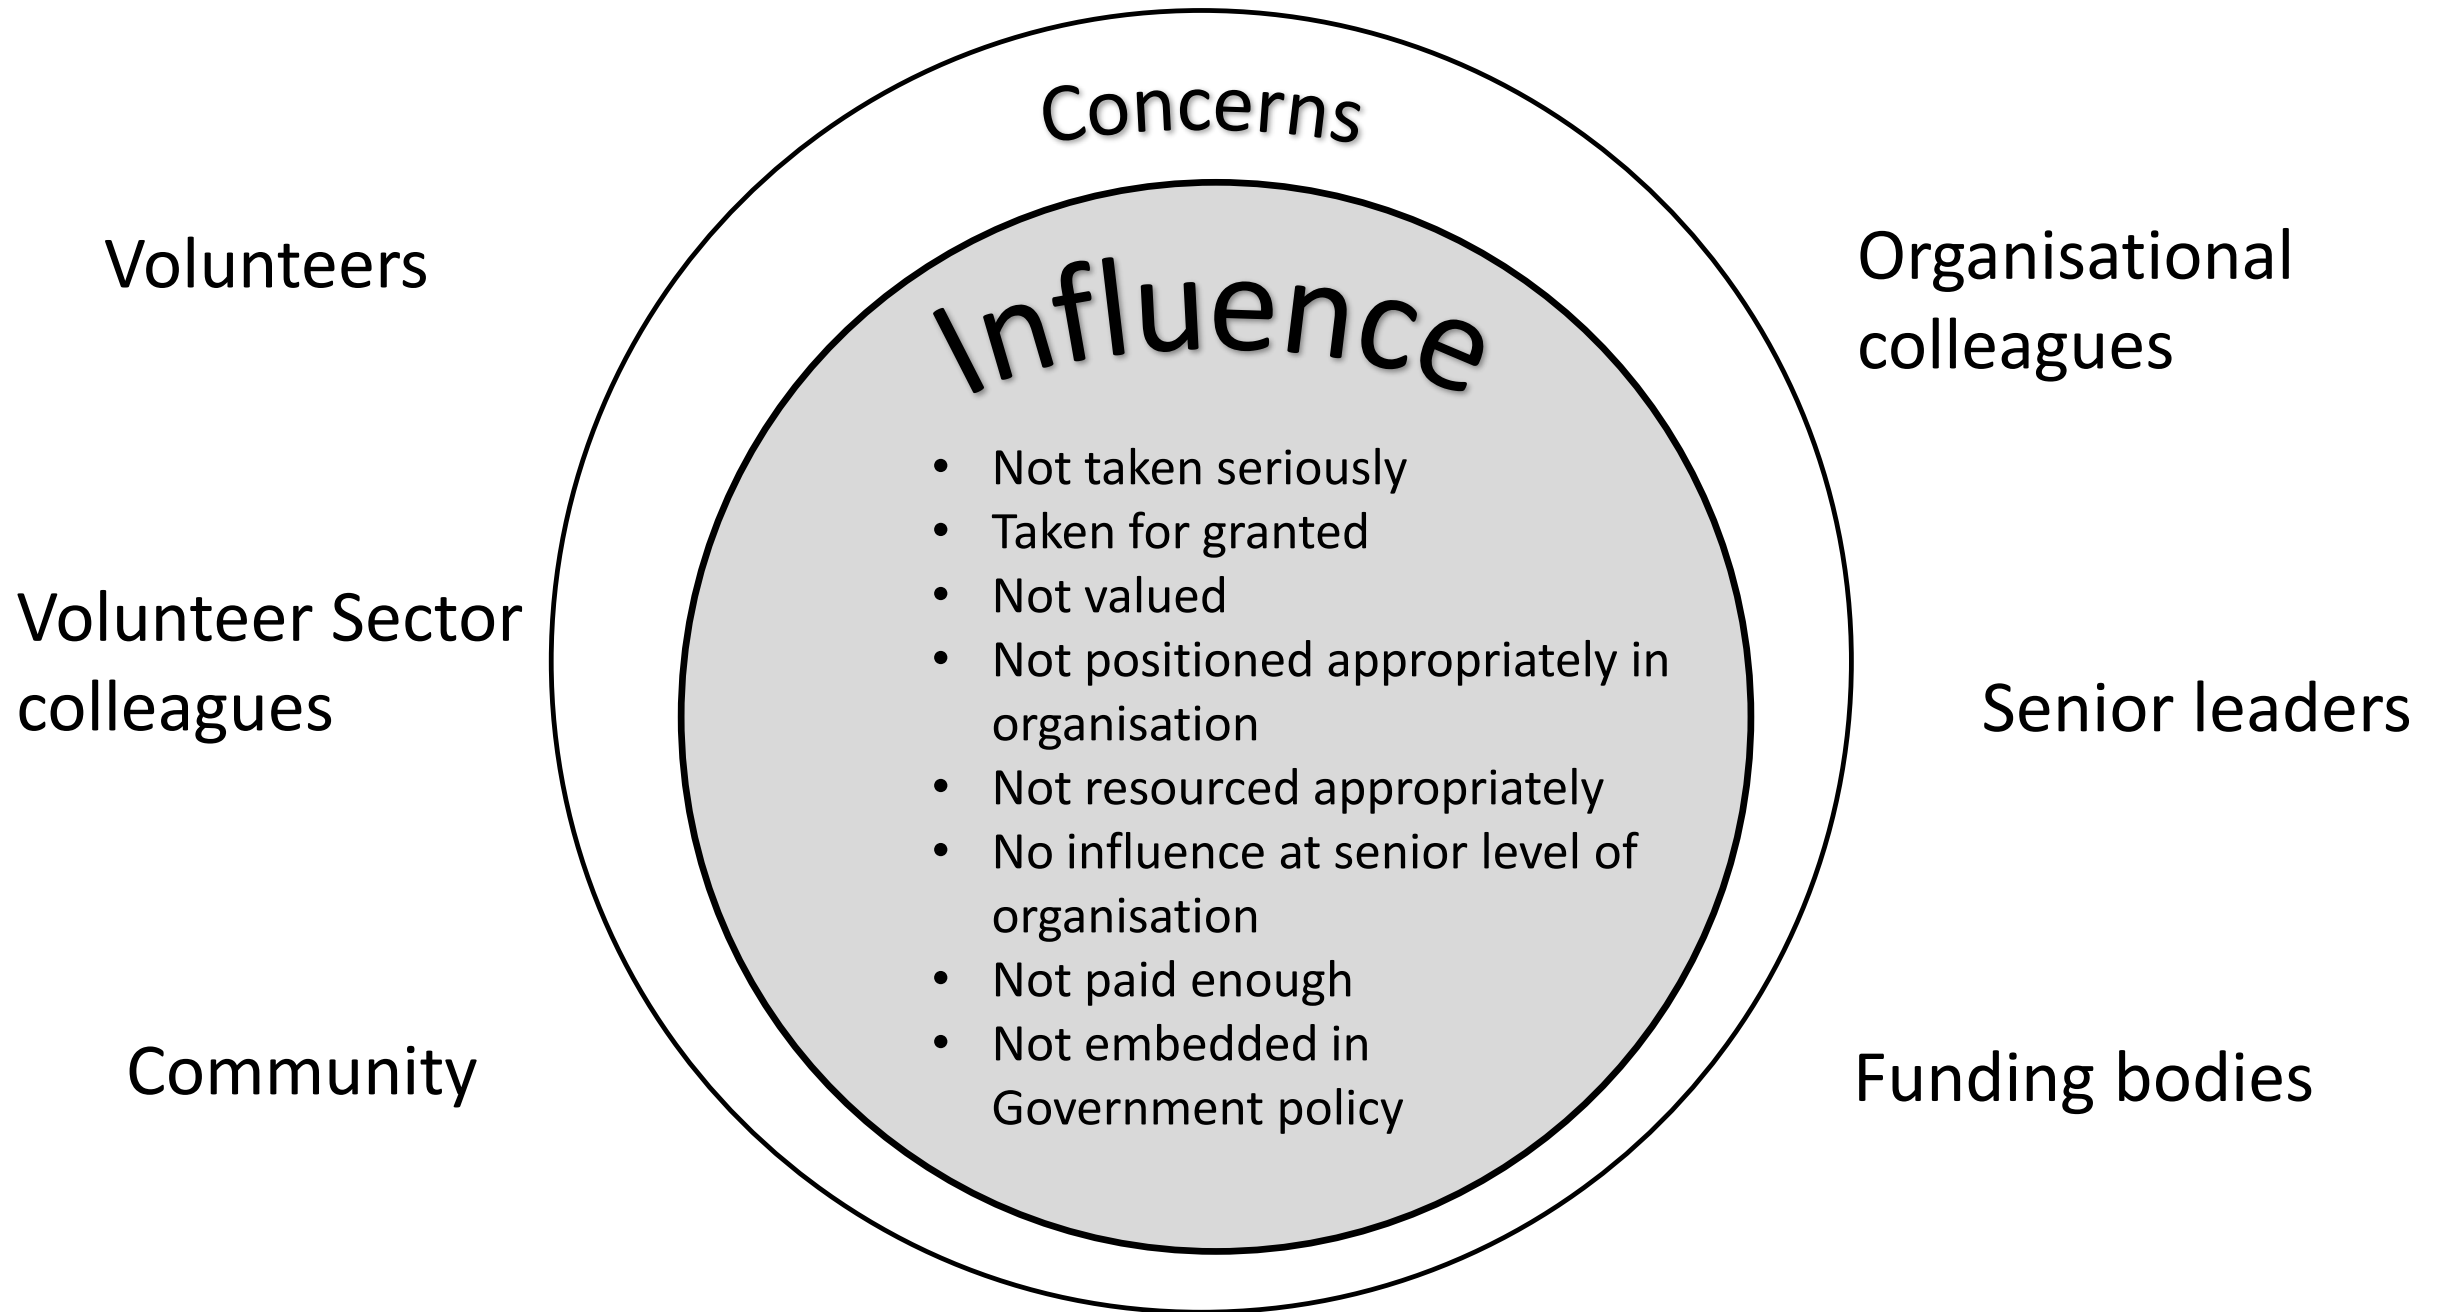 Concerns
Influence
Volunteers
Organisational
colleagues
• Not taken seriously
• Taken for granted
• Not valued
• Not positioned appropriately in
organisation
• Not resourced appropriately
• No influence at senior level of
organisation
• Not paid enough
• Not embedded in
Government policy
Volunteer Sector
colleagues
Senior leaders
Community
Funding bodies